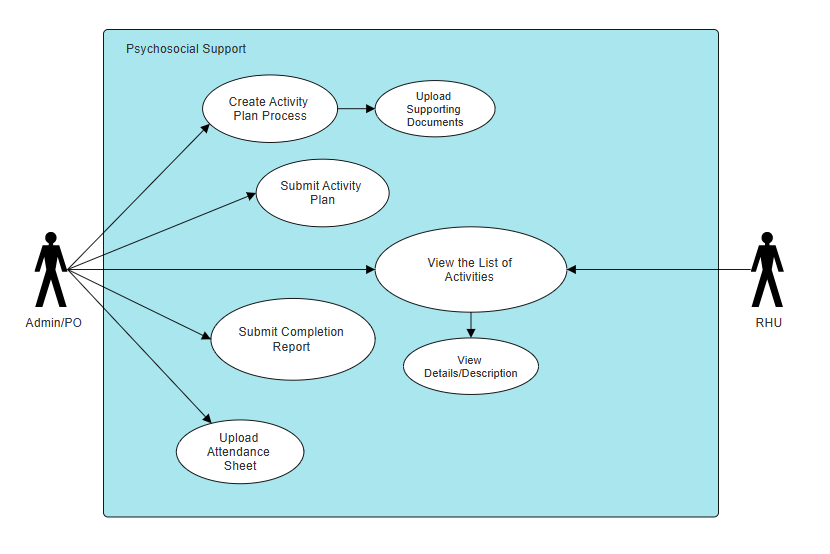 Psychosocial Support
Create Activity
Plan Process
Upload
Supporting
Documents
Submit Activity
Plan
View the List of
Activities
Admin/PO
RHU
Submit Completion
Report
View
Details/Description
Upload
Attendance
Sheet